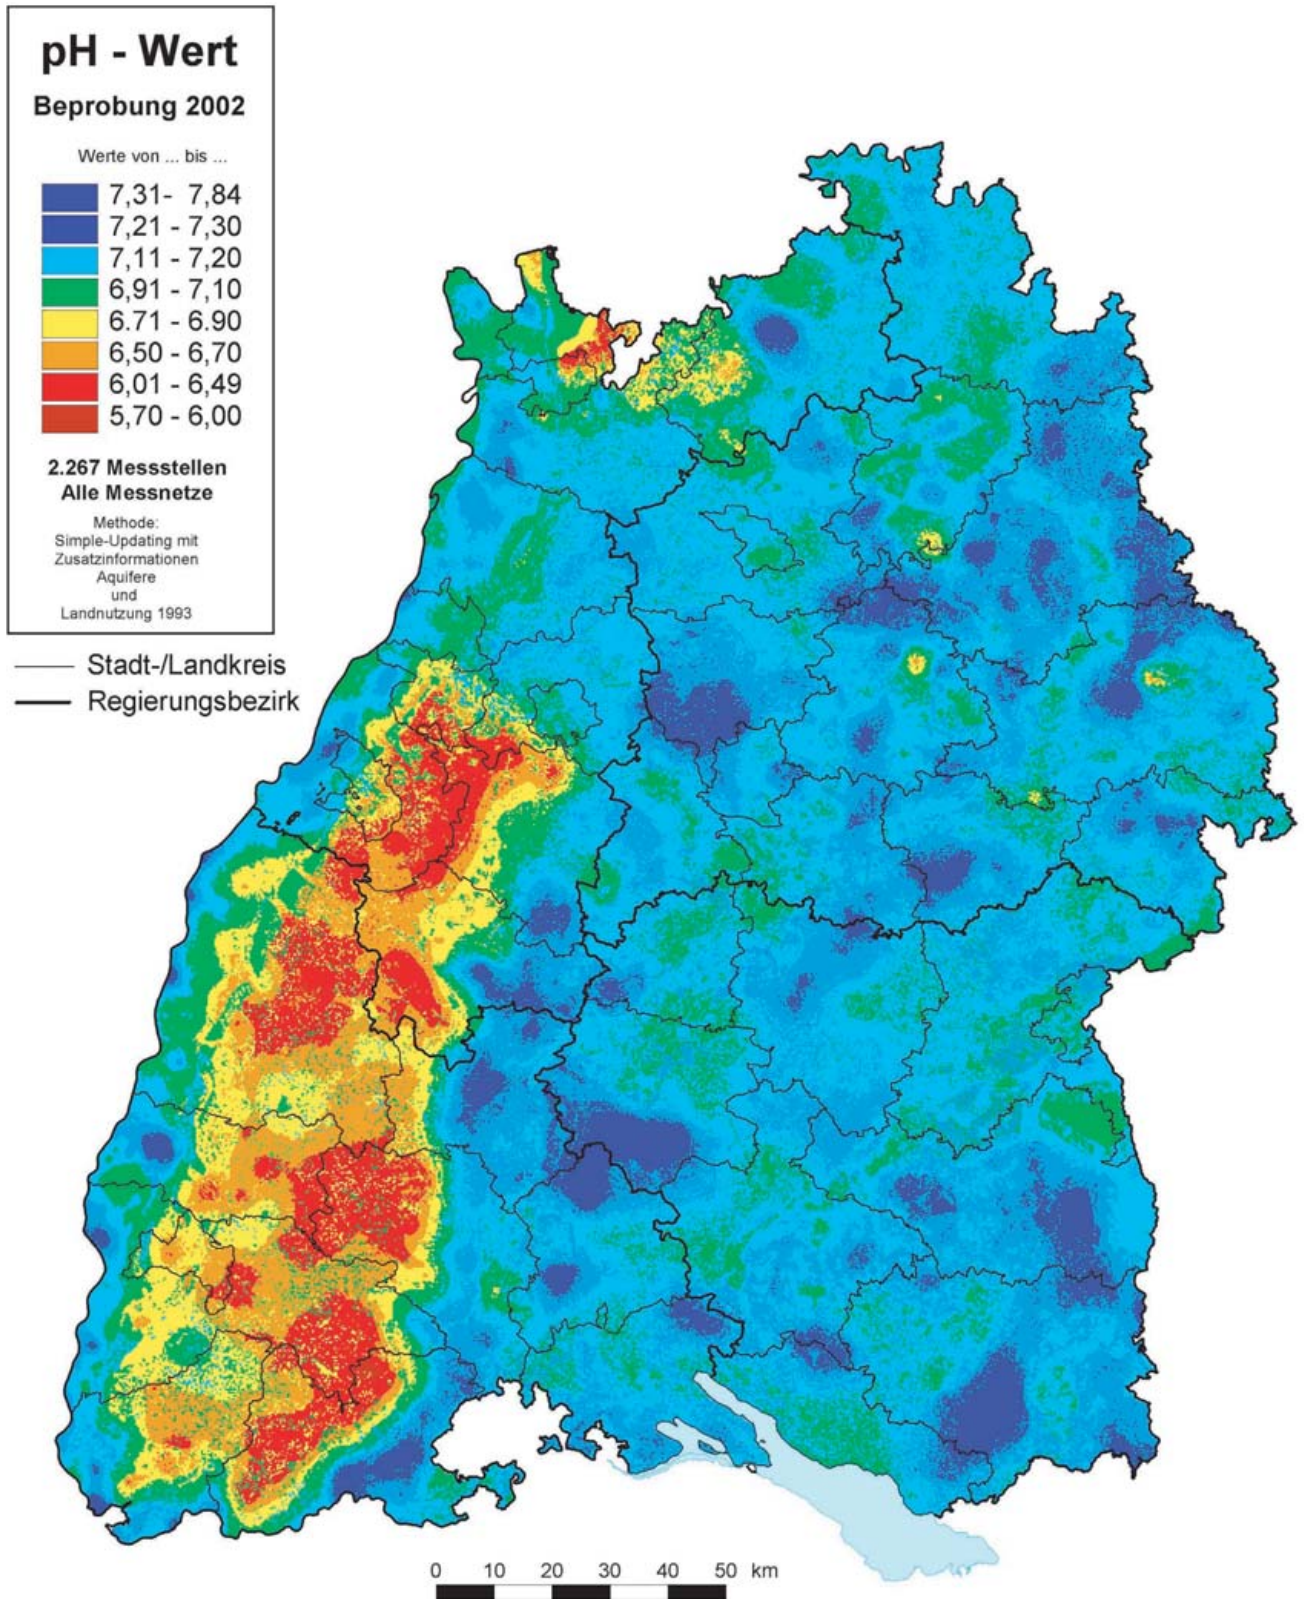 pH - Wert
Beprobung 2002
Werte von ... bis ...
7,31- 7,84
7,21 - 7,30
7,11 - 7,20
6,91 - 7,10
6.71 - 6.90
6,50 - 6,70
6,01 - 6,49
5,70 - 6,00
2.267 Messstellen
Alle Messnetze
Methode:
Simple-Updating mit
Zusatzinformationen
Aquifere
und
Landnutzung 1993
Stadt-/Landkreis
Regierungsbezirk
0 10 20 30 40 50 km